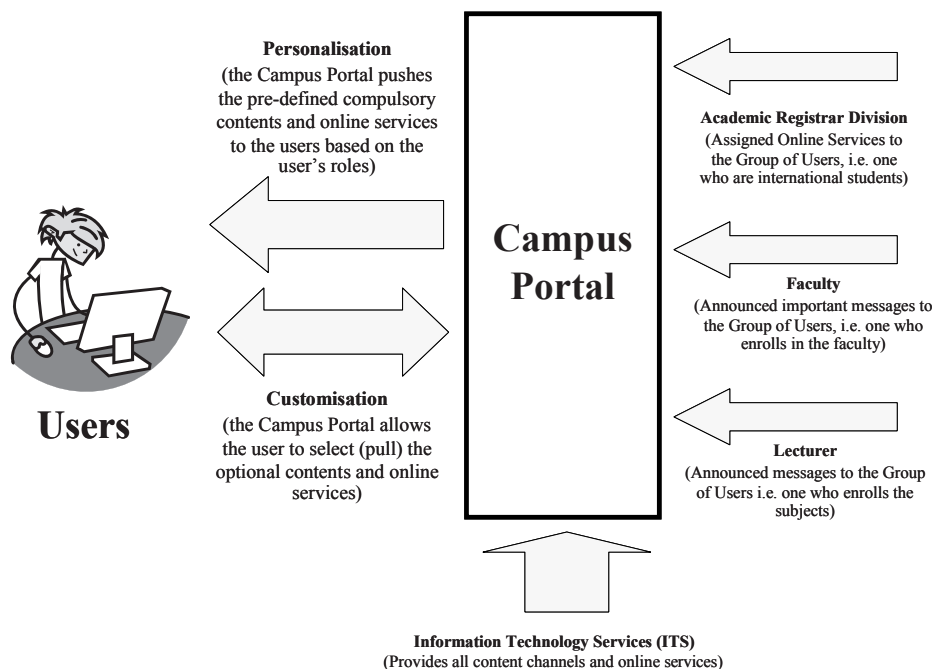 Personalisation
(the Campus Portal pushes
the pre-defined compulsory
contents and online services
to the users based on the
user's roles)
Users
Customisation
(the Campus Portal allows
the user to select (pull) the
optional contents and online
services)
Campus
Portal
Academic Registrar Division
(Assigned Online Services to
the Group of Users, i.e. one
who are international students)
Faculty
(Announced important messages to
the Group of Users, i.e. one who
enrolls in the faculty)
Lecturer
(Announced messages to the Group
of Users i.e. one who enrolls the
subjects)
Information Technology Services (ITS)
(Provides all content channels and online services)